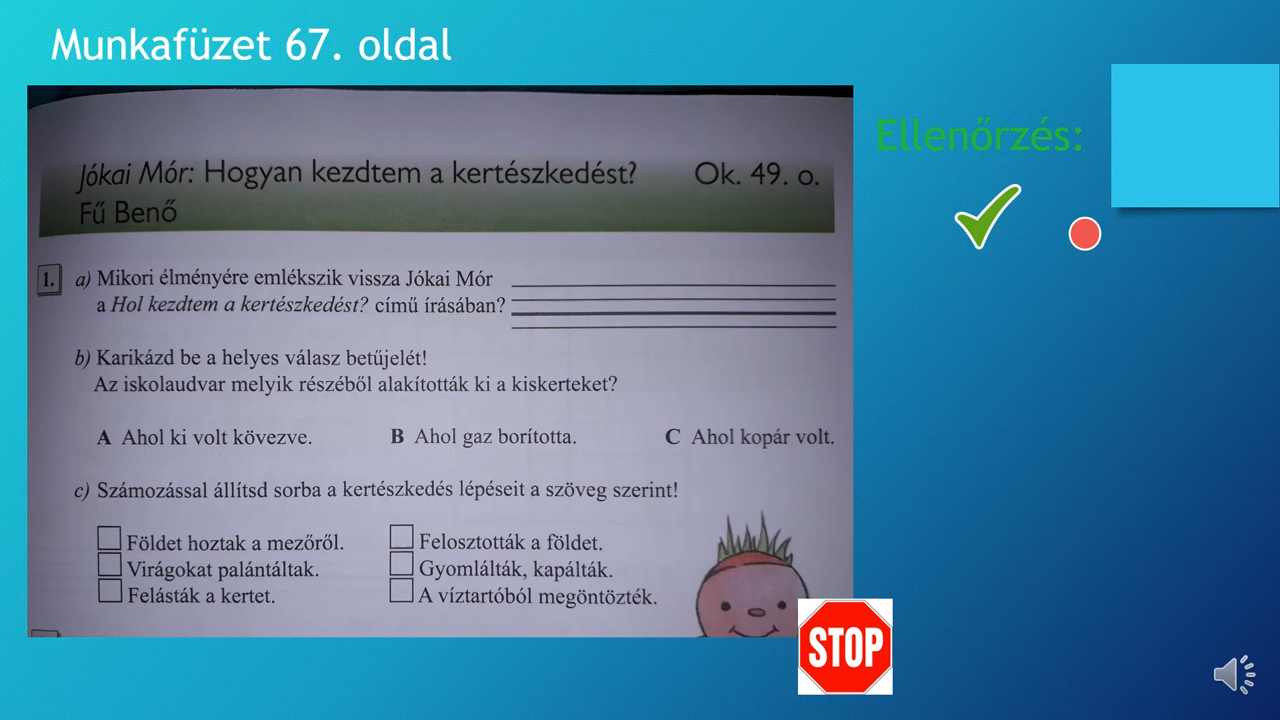 Munkafüzet 67. oldal
Ellenőrzés:
Jókai Mór: Hogyan kezdtem a kertészkedést? Ok. 49. o.
Fű Benő
1. a) Mikori élményére emlékszik vissza Jókai Mór
a Hol kezdtem a kertészkedést? című írásában?
b) Karikázd be a helyes válasz betűjelét!
Az iskolaudvar melyik részéből alakították ki a kiskerteket?
A Ahol ki volt kövezve. B Ahol gaz borította. C Ahol kopár volt.
c) Számozással állítsd sorba a kertészkedés lépéseit a szöveg szerint!
Földet hoztak a mezőről. Felosztották a földet.
Virágokat palántáltak. Gyomlálták, kapálták.
Felásták a kertet. A víztartóból megöntözték.
STOP